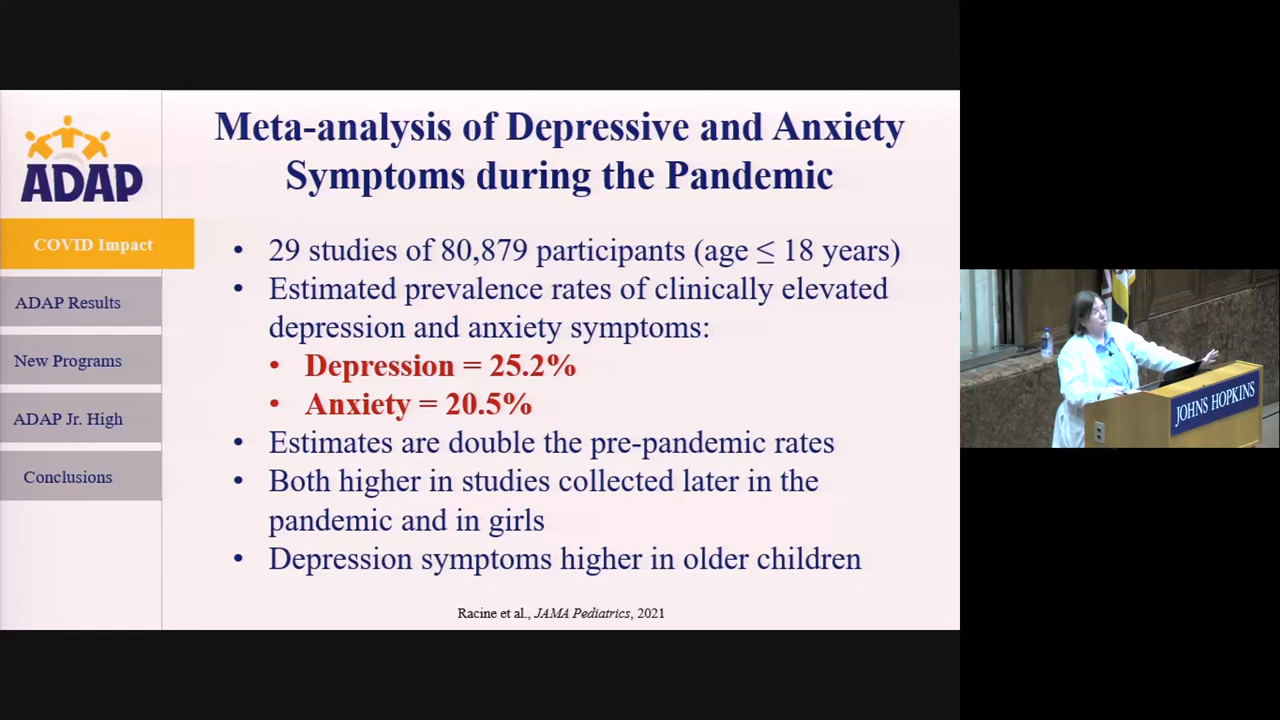 Meta-analysis of Depressive and Anxiety
Symptoms during the Pandemic
ADAP
COVID Impact
ADAP Results
New Programs
ADAP Jr. High
Conclusions
• 29 studies of 80,879 participants (age ≤ 18 years)
• Estimated prevalence rates of clinically elevated
depression and anxiety symptoms:
• Depression = 25.2%
• Anxiety = 20.5%
• Estimates are double the pre-pandemic rates
• Both higher in studies collected later in the
pandemic and in girls
• Depression symptoms higher in older children
Racine et al., JAMA Pediatrics, 2021
JOHNS HOPKINS